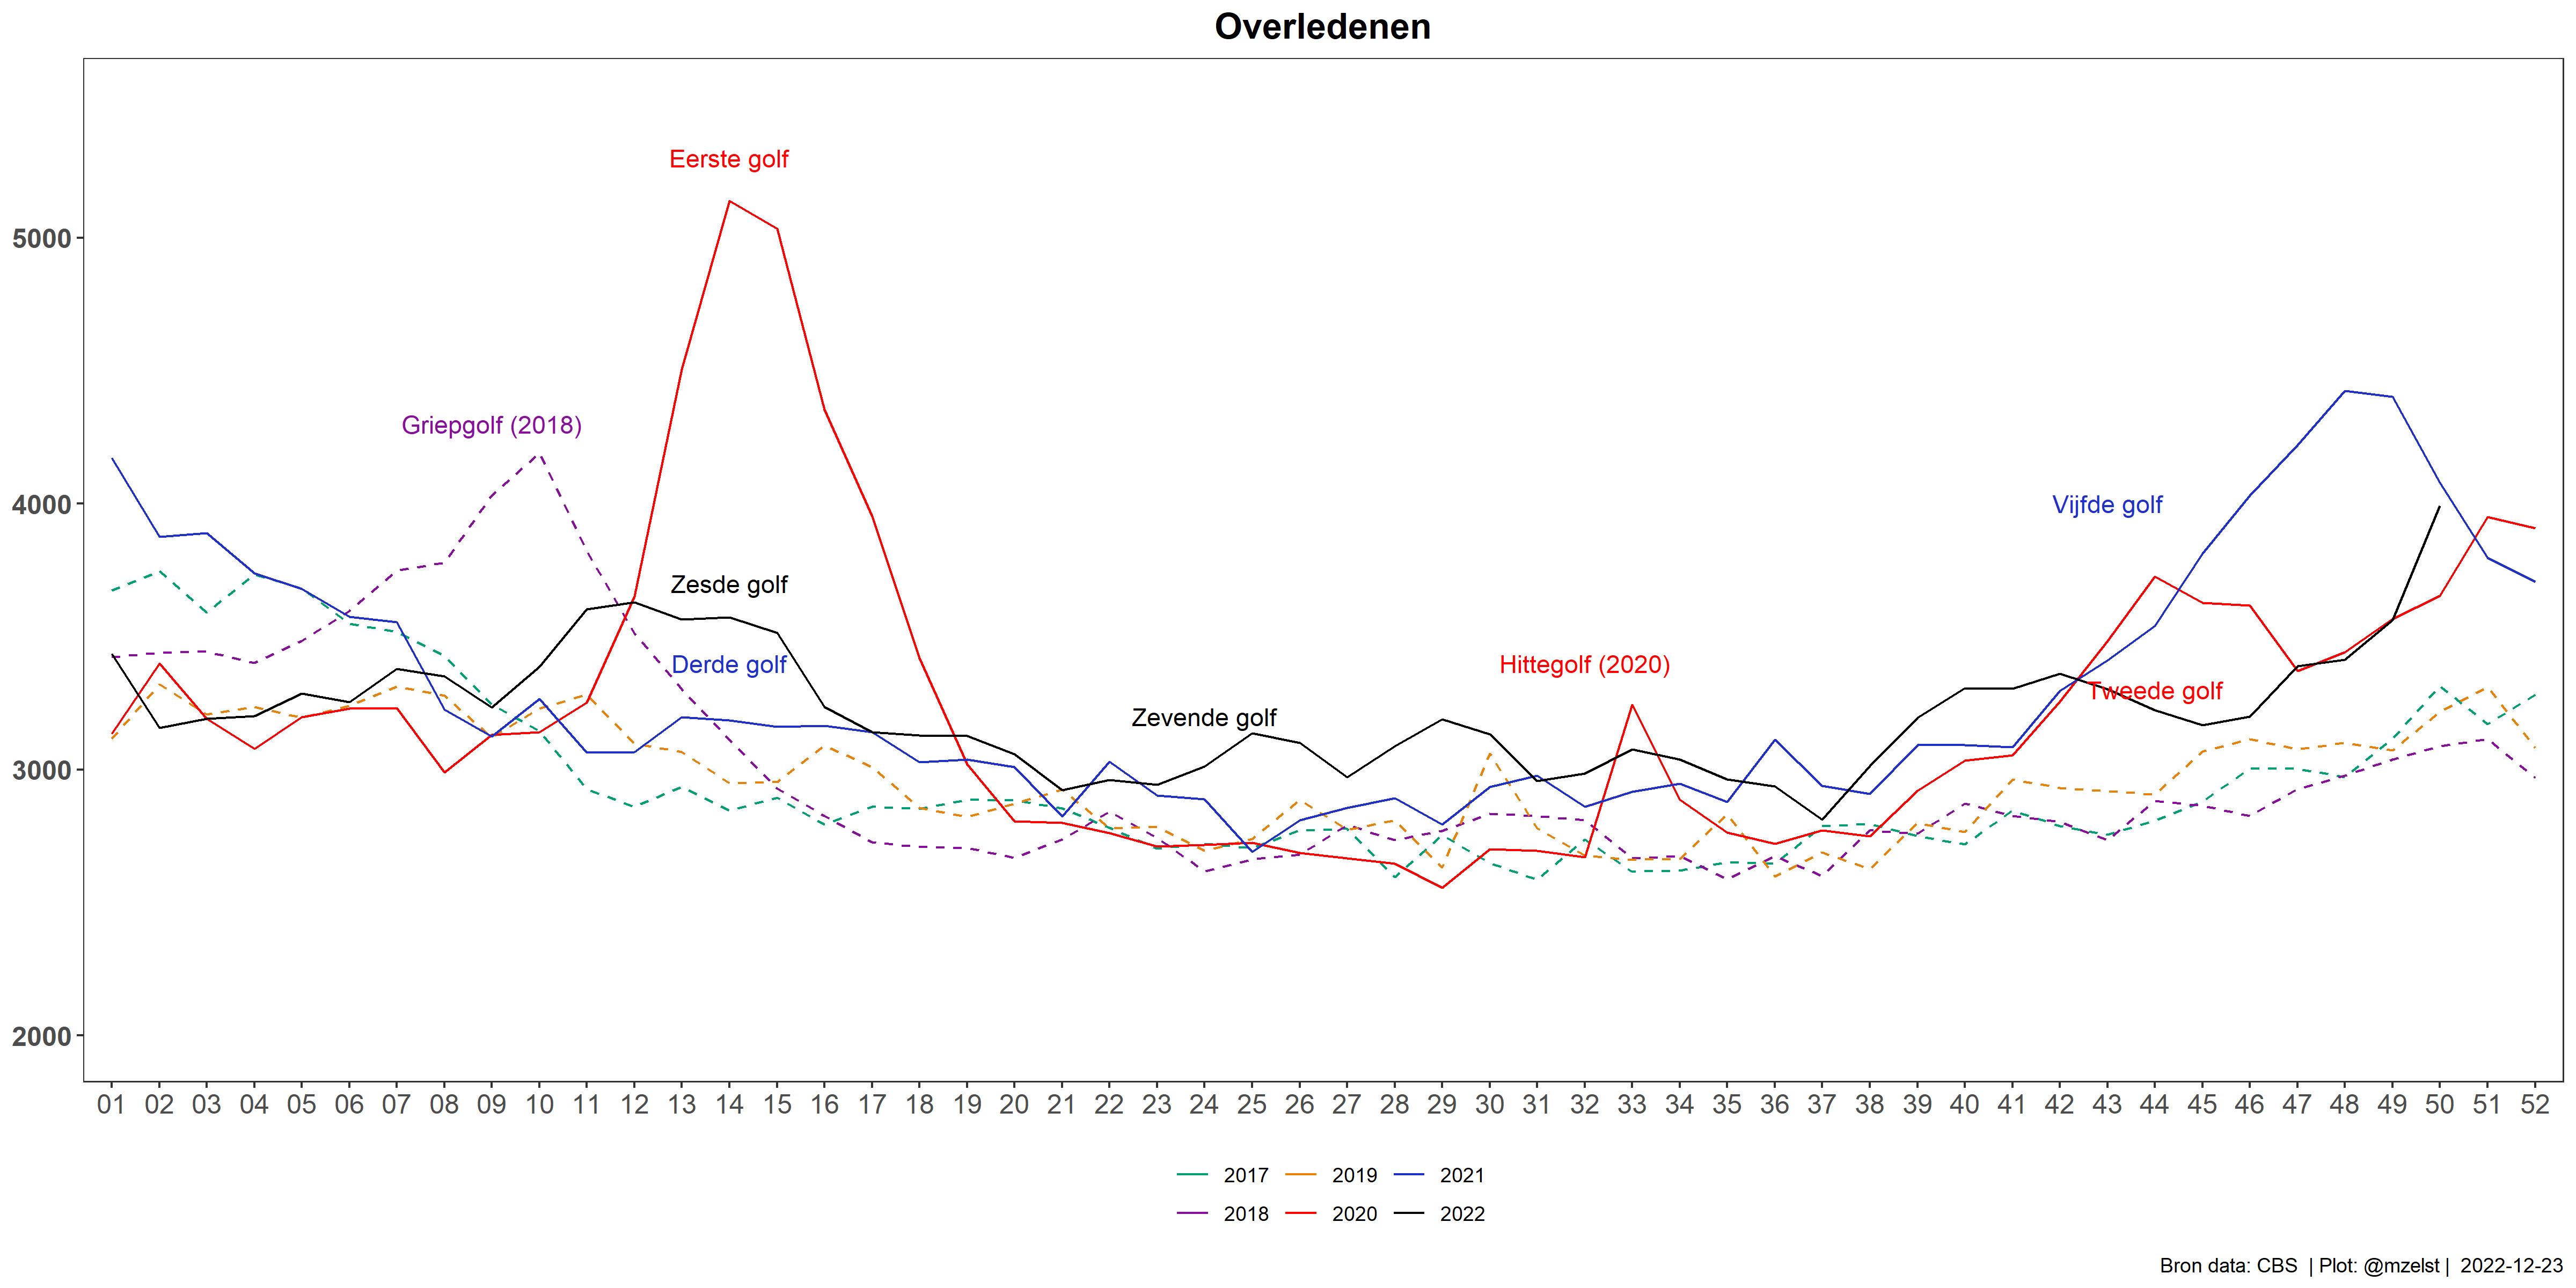 Overledenen
Eerste golf
5000
Griepgolf (2018)
4000
Vijfde golf
Zesde golf
Derde golf
Hittegolf (2020)
Tweede golf
Zevende golf
3000
2000
01 02 03 04 05 06 07 08 09 10 11 12 13 14 15 16 17 18 19 20 21 22 23 24 25 26 27 28 29 30 31 32 33 34 35 36 37 38 39 40 41 42 43 44 45 46 47 48 49 50 51 52
2017 2019 2021
2018 2020 2022
Bron data: CBS | Plot: @mzelst | 2022-12-23